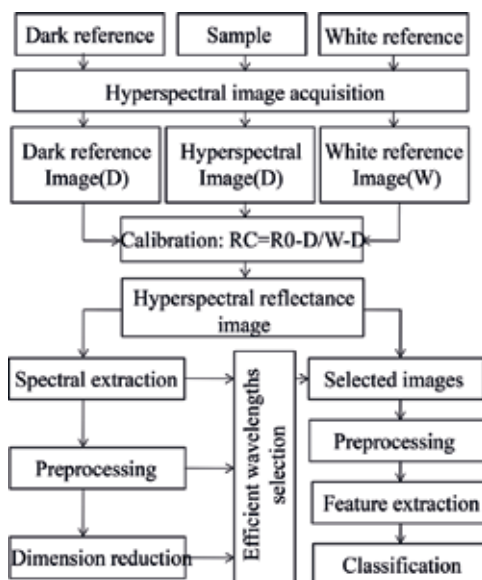 Dark reference
Sample
White reference
Hyperspectral image acquisition
Dark reference
Image(D)
Hyperspectral
Image(D)
White reference
Image(W)
Calibration: RC=R0-D/W-D
Hyperspectral reflectance
image
Spectral extraction
Efficient wavelengths
selection
Selected images
Preprocessing
Preprocessing
Feature extraction
Dimension reduction
Classification